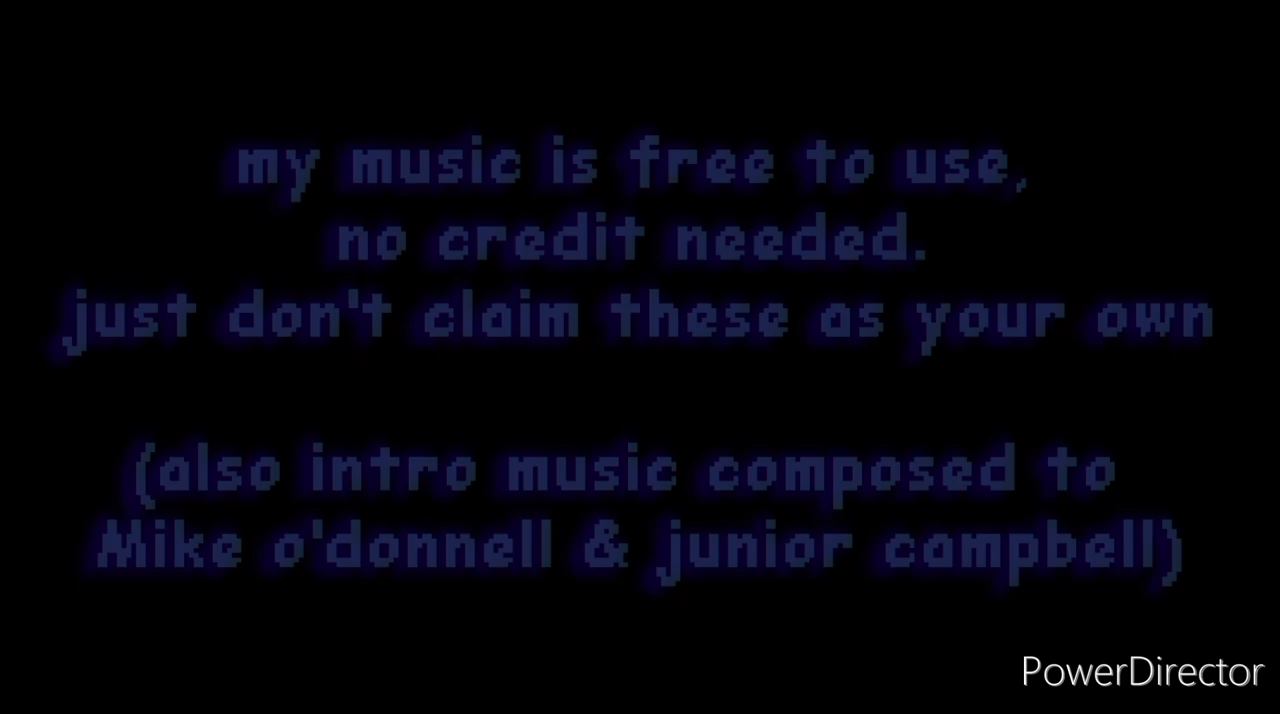 my music is free to use,
no credit needed.
just don't claim these as your own
(also intro music composed to
Mike o'donnell & junior campbell)
PowerDirector